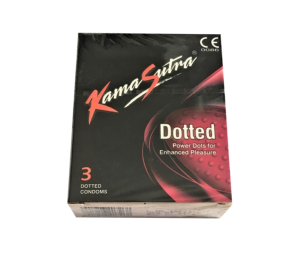 CE
KamaSutra
Dotted
Power Dots for
Enhanced Pleasure
3
DOTTED
CONDOMS